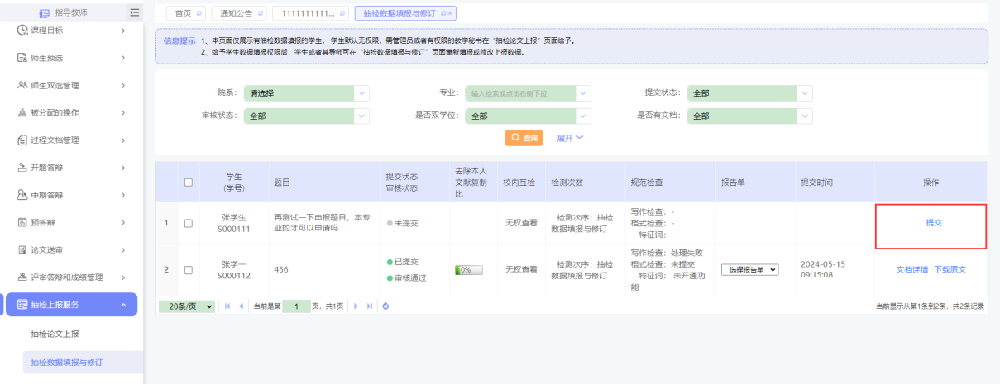 指导教师
首页 通知公告 1111111111... 抽检数据填报与修订
课程目标
师生预选
师生双选管理
被分配的操作
过程文档管理
开题答辩
中期答辩
预答辩
论文送审
评审答辩和成绩管理
抽检上报服务
抽检论文上报
抽检数据填报与修订
信息提示 1、本页面仅展示有抽检数据填报的学生， 学生默认无权限，需管理员或者有权限的教学秘书在“抽检论文上报”页面给予。
2、给予学生数据填报权限后，学生或者其导师可在“抽检数据填报与修订”页面重新填报或修改上报数据。
院系： 请选择 专业： 输入检索或点击右侧下拉 提交状态： 全部
审核状态： 全部 是否双学位： 全部 是否有文档： 全部
查询 展开
学生
(学号)
题目
提交状态
审核状态
去除本人
文献复制
比
校内互检
检测次数
规范检查
报告单
提交时间
操作
1
张学生
S000111
再测试一下申报题目，本专
业的才可以申请吗
未提交
无权查看
检测次序：抽检
数据填报与修订
写作检查：-
格式检查：-
特征词：-
提交
2
张学一
S000112
456
已提交
审核通过
0%
无权查看
检测次序：抽检
数据填报与修订
写作检查：处理失败
格式检查：未提交
特征词： 未开通功
能
选择报告单
2024-05-15
09:15:08
文档详情 下载原文
20条/页 当前是第 1 页，共1页 当前显示从第1条到2条，共2条记录